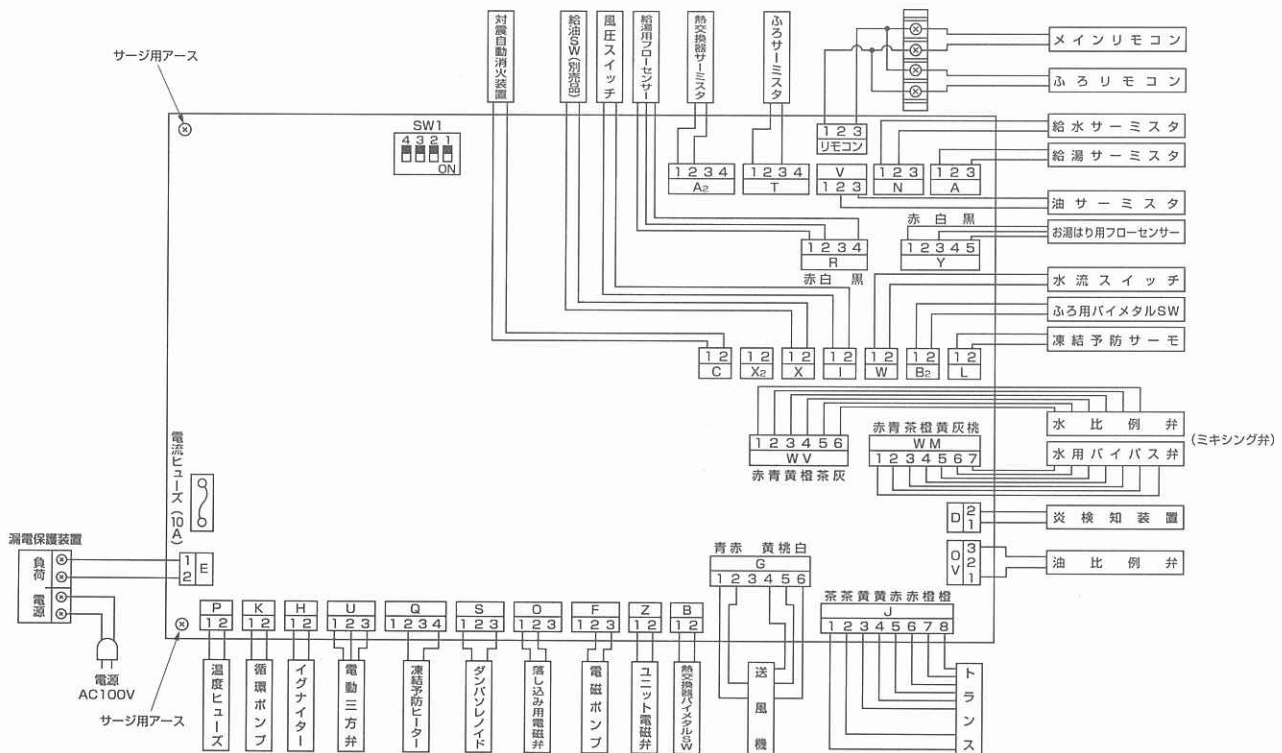 対震自動消火装置
給油SW(別売品)
風圧スイッチ
給湯用フローセンサー
熱交換器サーミスタ
ふろサーミスタ
メインリモコン
ふろリモコン
サージ用アース
SW1
4 3 2 1
ON
1 2 3
リモコン
給水サーミスタ
給湯サーミスタ
1 2 3 4
A2
1 2 3 4
T
V
1 2 3
1 2 3
N
1 2 3
A
油サーミスタ
赤 白 黒
お湯はり用フローセンサー
1 2 3 4
R
赤白 黒
1 2 3 4 5
Y
水流スイッチ
ふろ用バイメタルSW
凍結予防サーモ
1 2
C
1 2
X2
1 2
X
1 2
I
1 2
W
1 2
B2
1 2
L
水比例弁
(ミキシング弁)
水用バイパス弁
1 2 3 4 5 6
WV
赤青黄橙茶灰
赤青茶橙黄灰桃
WM
1 2 3 4 5 6 7
電流ヒューズ(10A)
D
2
1
炎検知装置
OV
3
2
1
油比例弁
漏電保護装置
負荷
電源
1
2
E
電源
AC100V
サージ用アース
青赤 黄桃白
G
1 2 3 4 5 6
茶茶黄黄赤赤橙橙
J
1 2 3 4 5 6 7 8
P
1 2
K
1 2
H
1 2
U
1 2 3
Q
1 2 3 4
S
1 2 3
O
1 2 3
F
1 2 3
Z
1 2
B
1 2
温度ヒューズ
循環ポンプ
イグナイター
電動三方弁
凍結予防ヒーター
ダンパソレノイド
落し込み用電磁弁
電磁ポンプ
ユニット電磁弁
熱交換器バイメタルSW
送風機
トランス